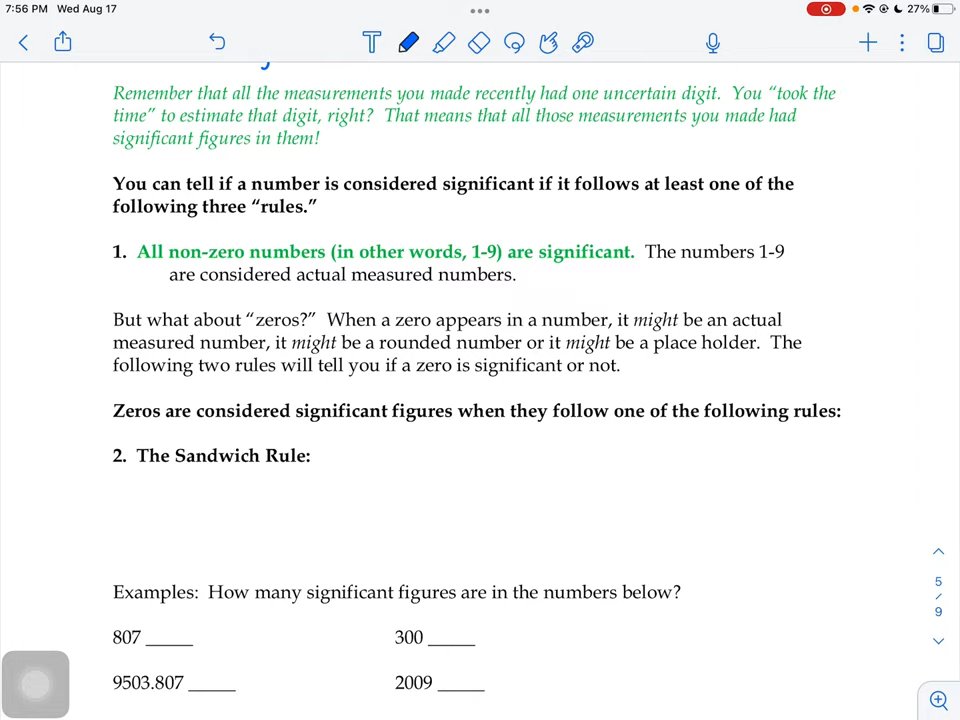 7:56 PM Wed Aug 17
27%
Remember that all the measurements you made recently had one uncertain digit. You “took the
time” to estimate that digit, right? That means that all those measurements you made had
significant figures in them!
You can tell if a number is considered significant if it follows at least one of the
following three “rules.”
1. All non-zero numbers (in other words, 1-9) are significant. The numbers 1-9
are considered actual measured numbers.
But what about “zeros?” When a zero appears in a number, it might be an actual
measured number, it might be a rounded number or it might be a place holder. The
following two rules will tell you if a zero is significant or not.
Zeros are considered significant figures when they follow one of the following rules:
2. The Sandwich Rule:
5
/
9
Examples: How many significant figures are in the numbers below?
807 _____ 300 _____
9503.807 _____ 2009 _____